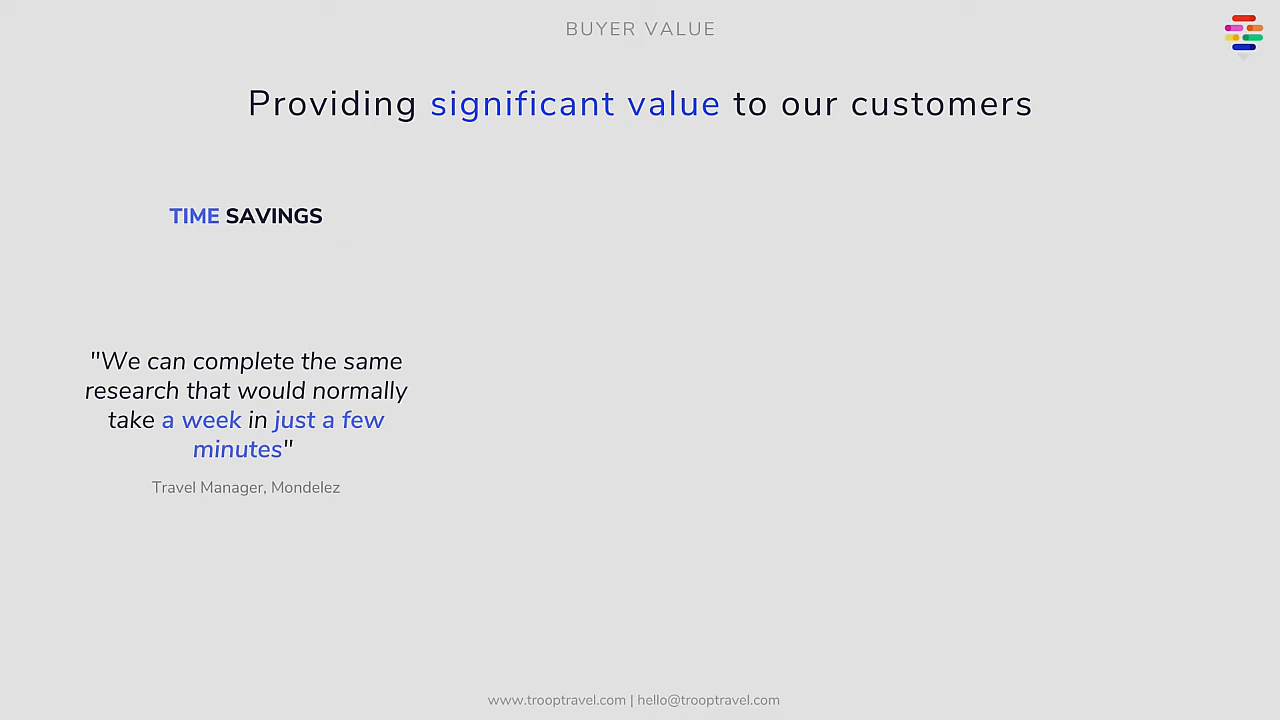 BUYER VALUE
Providing significant value to our customers
TIME SAVINGS
"We can complete the same
research that would normally
take a week in just a few
minutes"
Travel Manager, Mondelez
www.trooptravel.com | hello@trooptravel.com